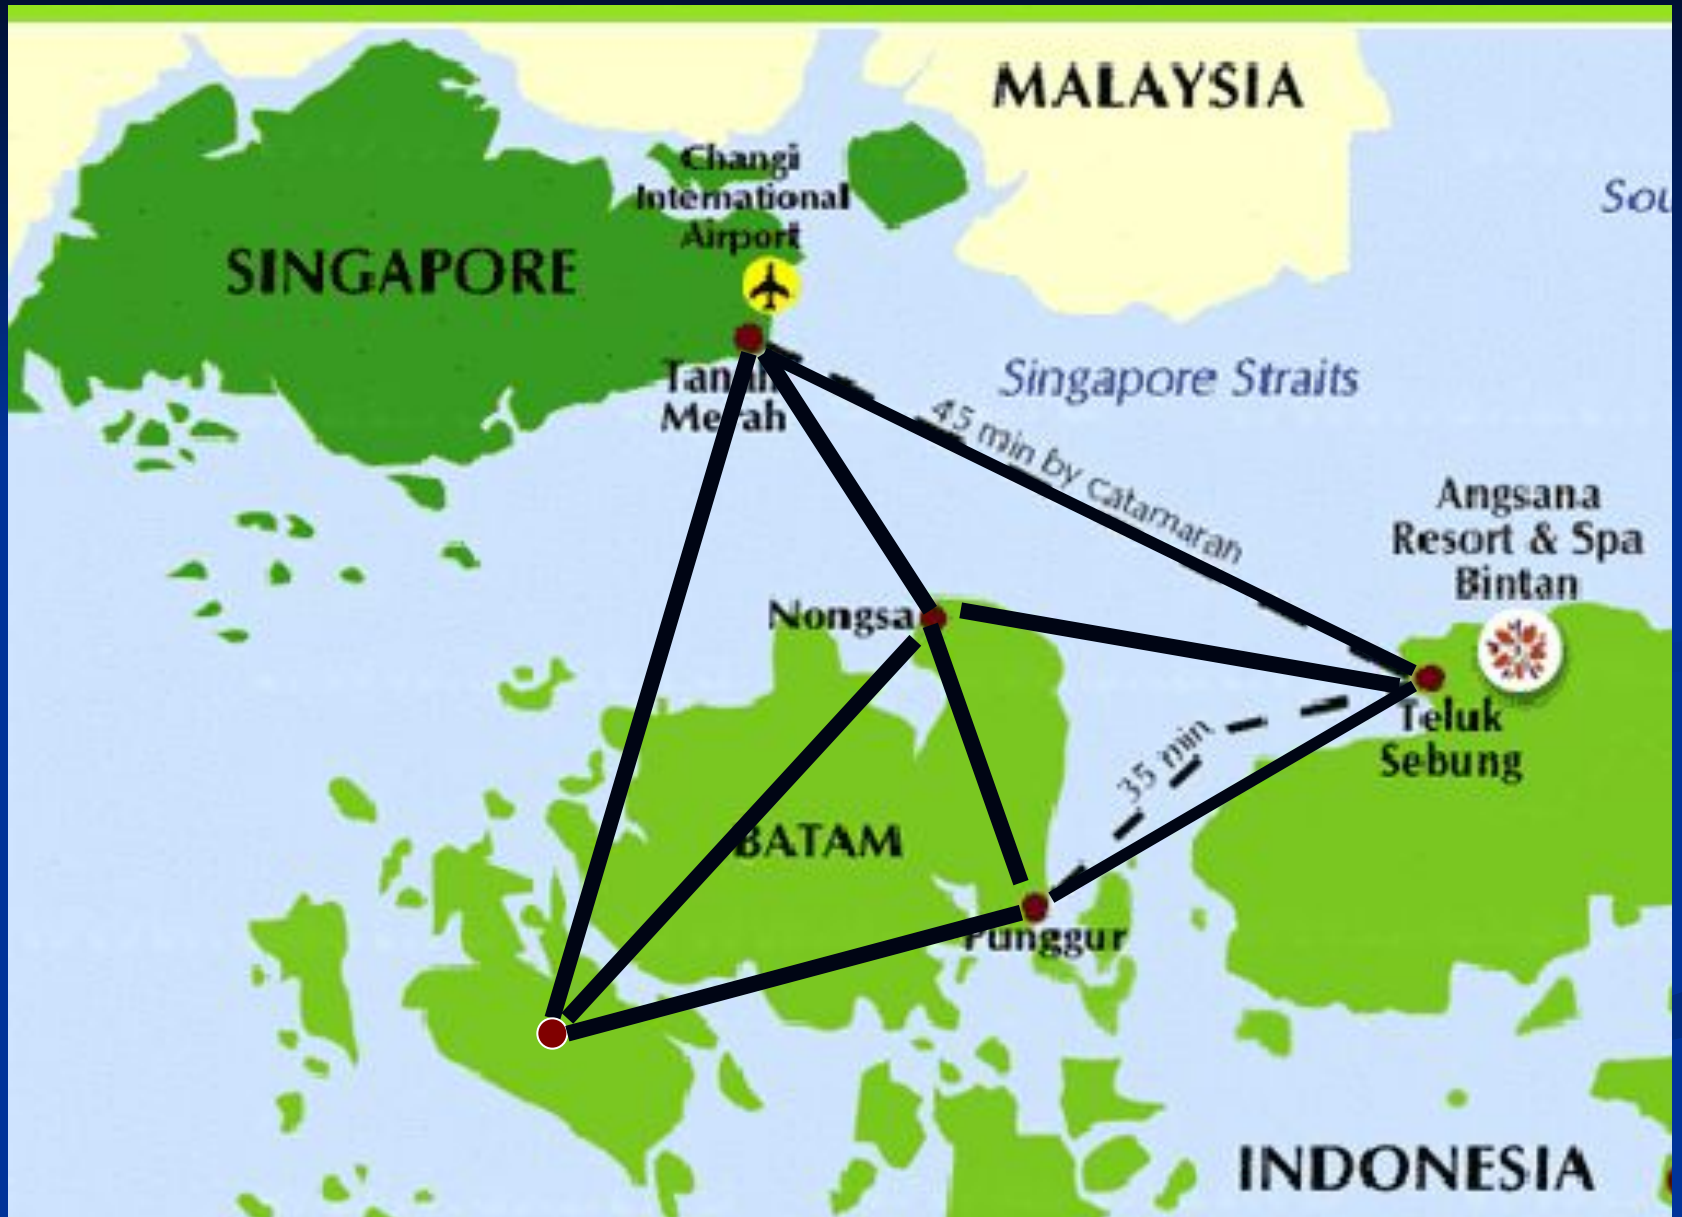 MALAYSIA
Changi
International
Airport
SINGAPORE
Tanah
Merah
Singapore Straits
45 min by catamaran
Angsana
Resort & Spa
Bintan
Nongsa
Teluk
Sebung
35 min
BATAM
Punggur
INDONESIA